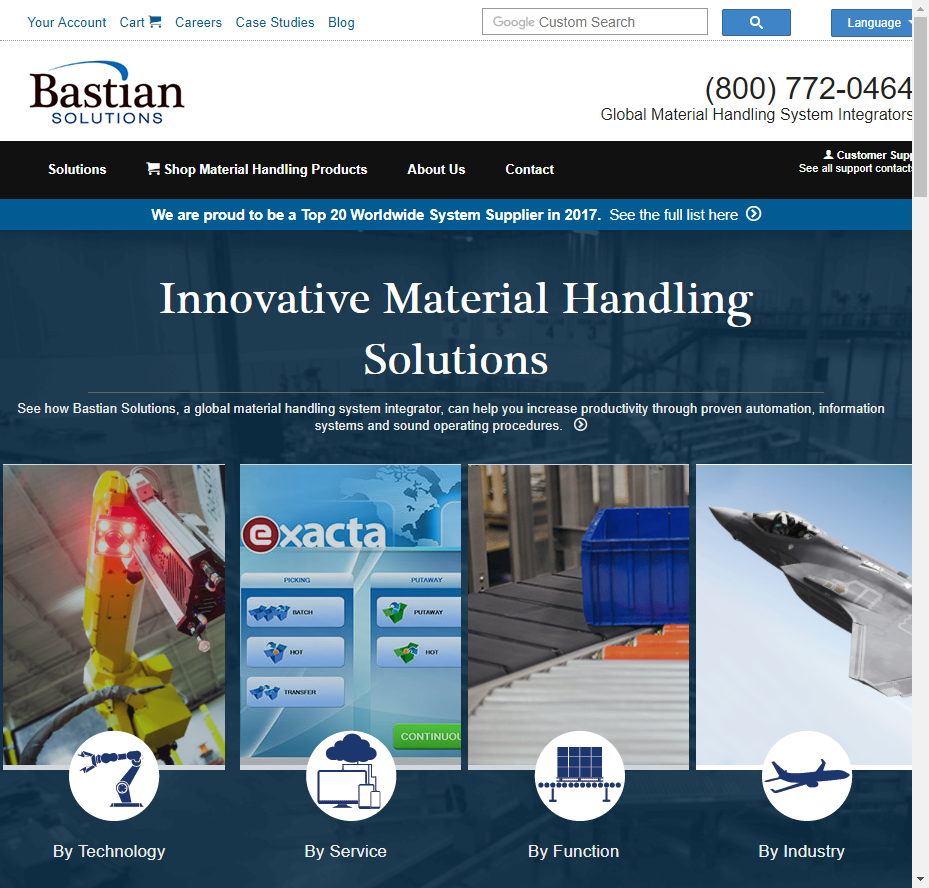 Your Account Cart Careers Case Studies Blog Google Custom Search Language
Bastian
SOLUTIONS
(800) 772-0464
Global Material Handling System Integrators
Solutions Shop Material Handling Products About Us Contact
Customer Supp
See all support contacts
We are proud to be a Top 20 Worldwide System Supplier in 2017. See the full list here
Innovative Material Handling
Solutions
See how Bastian Solutions, a global material handling system integrator, can help you increase productivity through proven automation, information
systems and sound operating procedures.
exacta
PICKING PUTAWAY
BATCH PUTAWAY
HOT HOT
TRANSFER
CONTINUOU
By Technology By Service By Function By Industry